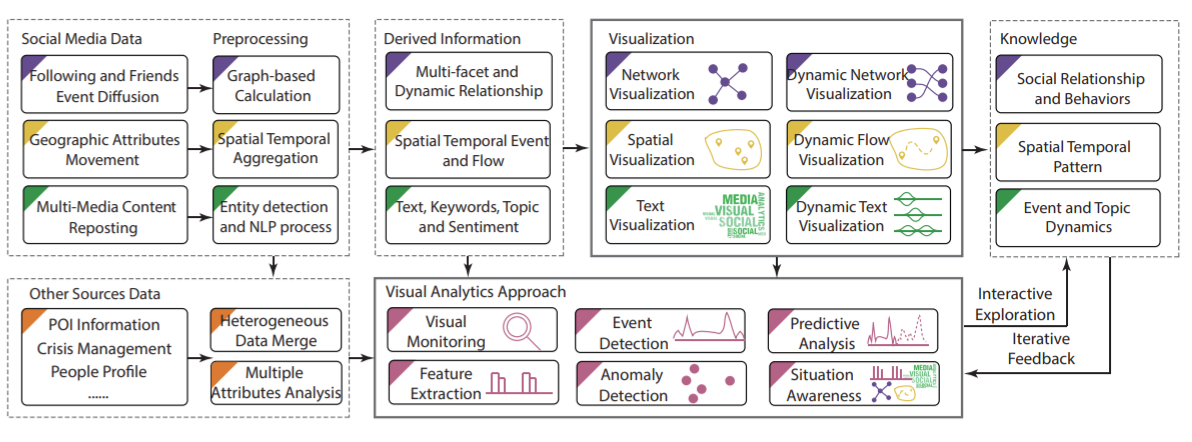 Social Media Data
Preprocessing
Following and Friends
Event Diffusion
Graph-based
Calculation
Geographic Attributes
Movement
Spatial Temporal
Aggregation
Multi-Media Content
Reposting
Entity detection
and NLP process
Derived Information
Multi-facet and
Dynamic Relationship
Spatial Temporal Event
and Flow
Text, Keywords, Topic
and Sentiment
Visualization
Network
Visualization
Dynamic Network
Visualization
Spatial
Visualization
Dynamic Flow
Visualization
Text
Visualization
MEDIA
VISUAL
SOCIAL
SOCIAL
ANALYTICS
Dynamic Text
Visualization
Knowledge
Social Relationship
and Behaviors
Spatial Temporal
Pattern
Event and Topic
Dynamics
Other Sources Data
POI Information
Crisis Management
People Profile
......
Heterogeneous
Data Merge
Multiple
Attributes Analysis
Visual Analytics Approach
Visual
Monitoring
Event
Detection
Predictive
Analysis
Feature
Extraction
Anomaly
Detection
Situation
Awareness
MEDIA
VISUAL
SOCIAL
Interactive
Exploration
Iterative
Feedback